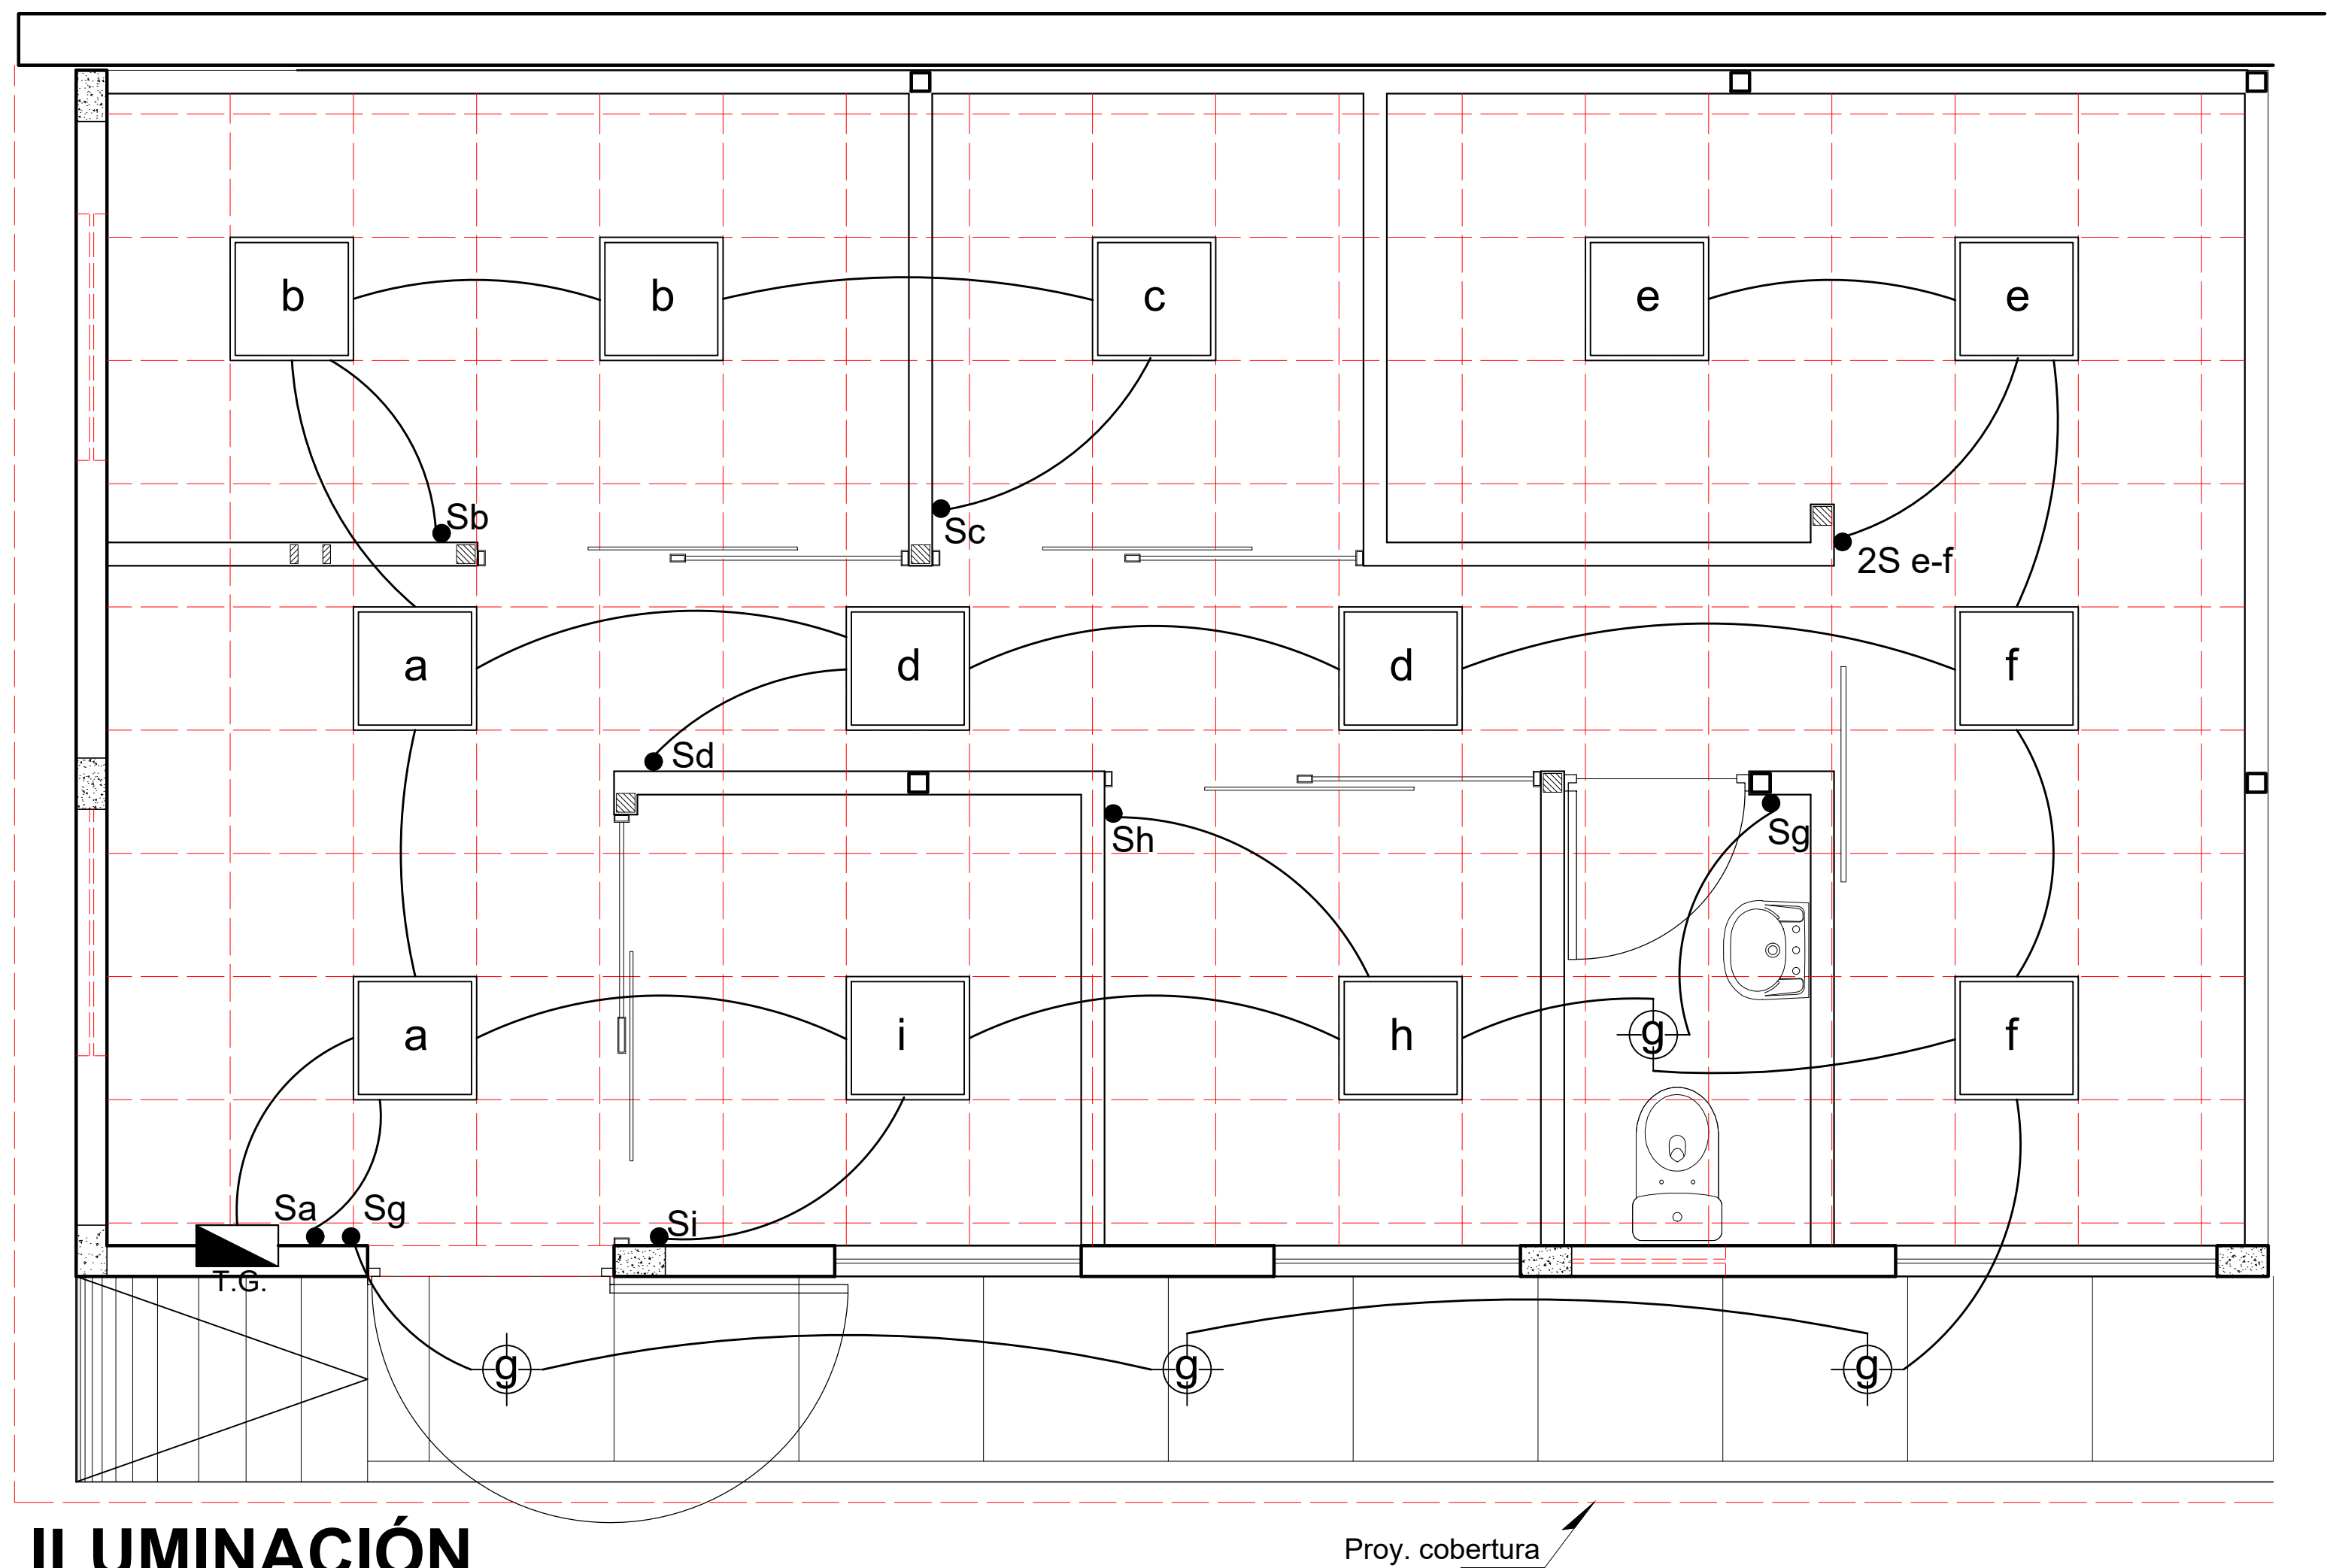 b
b
c
e
e
Sb
Sc
2S e-f
a
d
d
f
Sd
Sh
Sg
a
i
h
g
f
Sa
Sg
Si
T.G.
g
g
g
ILUMINACIÓN
Proy. cobertura